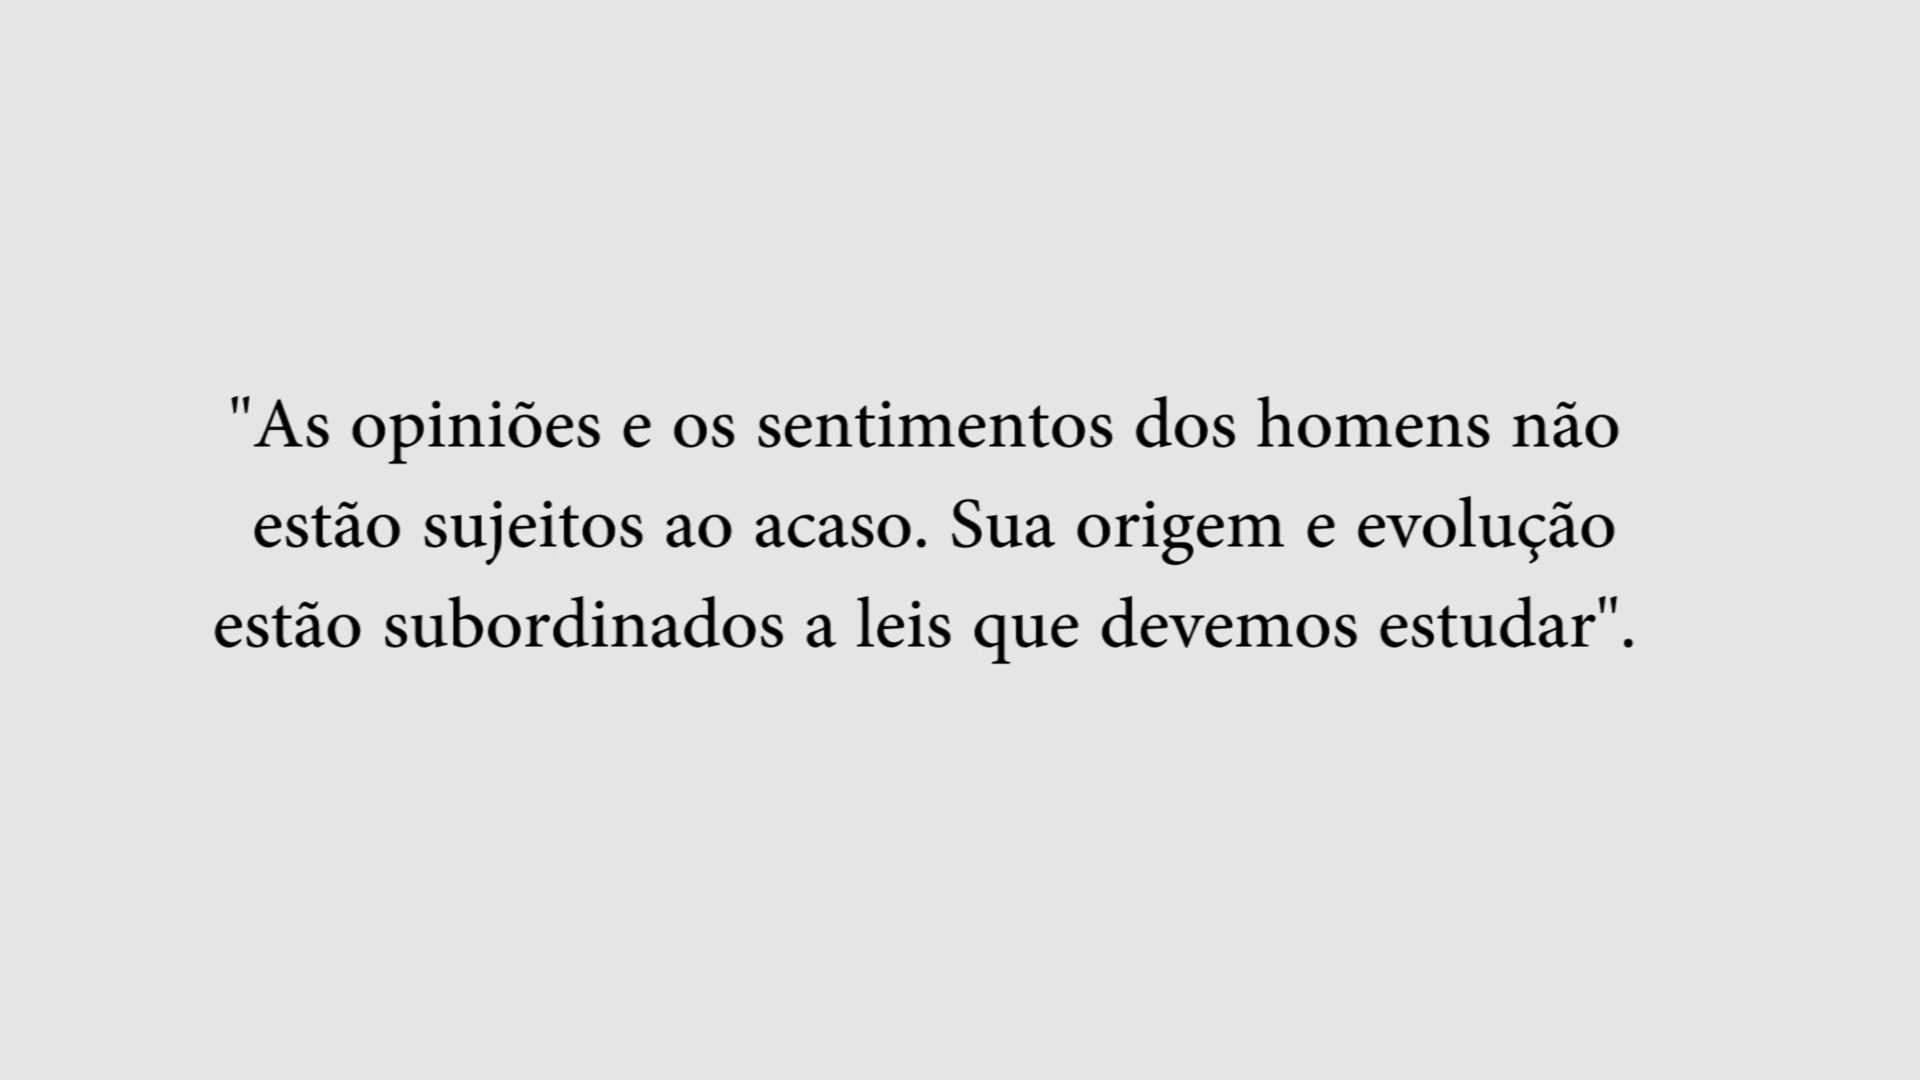 "As opiniões e os sentimentos dos homens não
estão sujeitos ao acaso. Sua origem e evolução
estão subordinados a leis que devemos estudar".